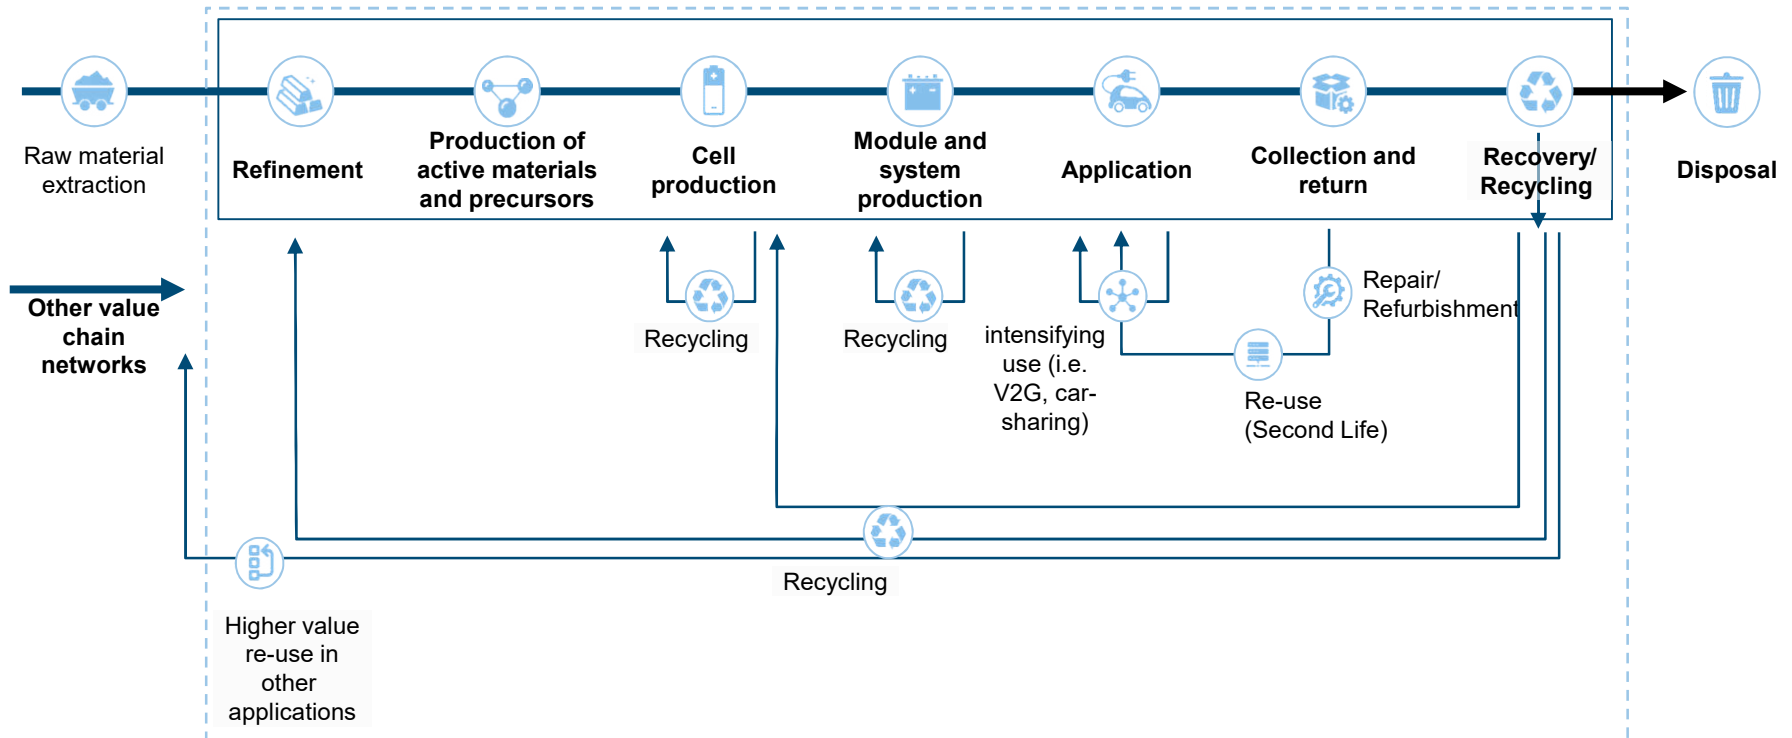 Raw material
extraction
Refinement
Production of
active materials
and precursors
Cell
production
Module and
system
production
Application
Collection and
return
Recovery/
Recycling
Disposal
Other value
chain
networks
Recycling
Recycling
intensifying
use (i.e.
V2G, car-
sharing)
Repair/
Refurbishment
Re-use
(Second Life)
Recycling
Higher value
re-use in
other
applications